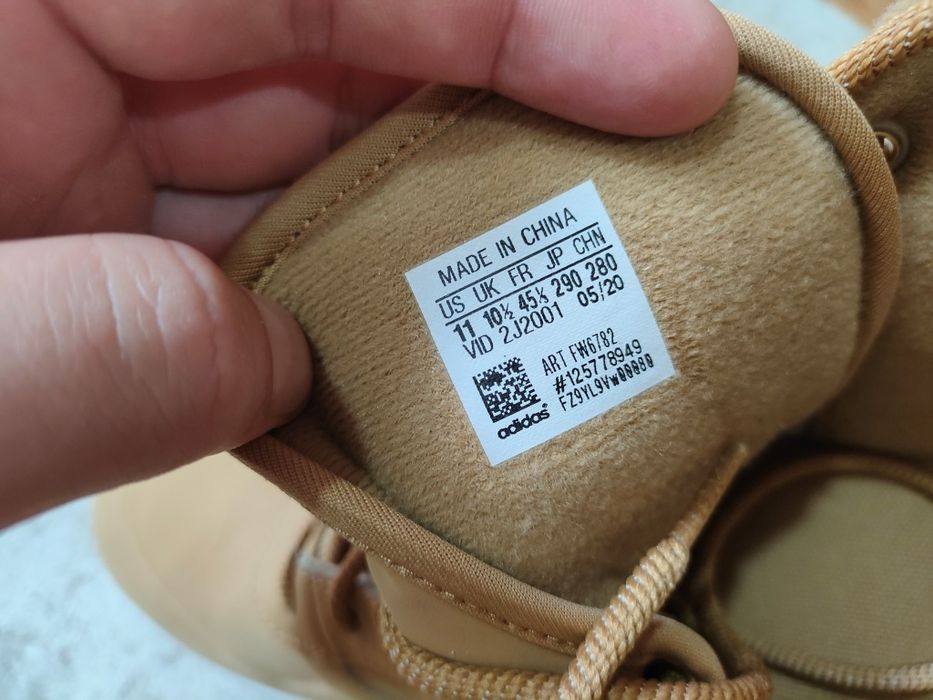 MADE IN CHINA
US UK FR JP CHN
11 10½ 45⅓ 290 280
VID 2J2001 05/20
ART FW6782
#125778949
FZ9YL9Vw00080
adidas